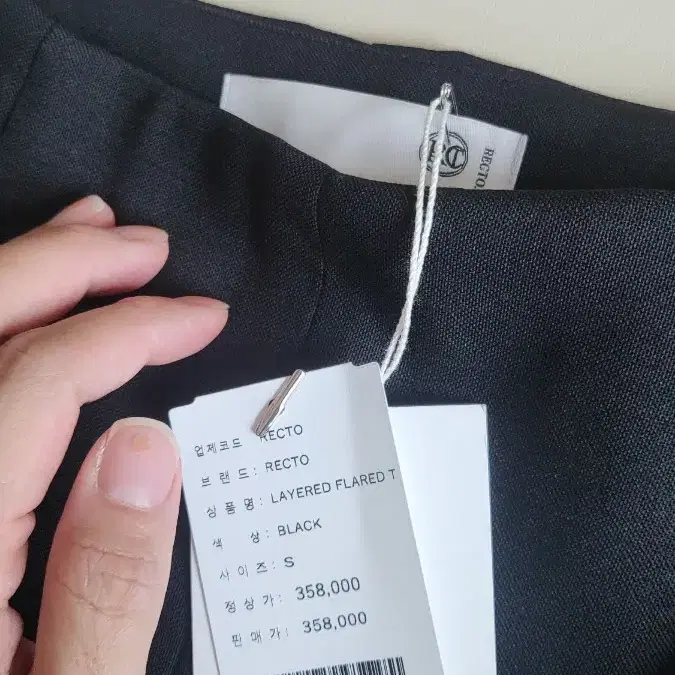 RECTO
업체코드 RECTO
브랜드: RECTO
상품명: LAYERED FLARED T
색 상: BLACK
사이즈: S
정상가: 358,000
판매가: 358,000